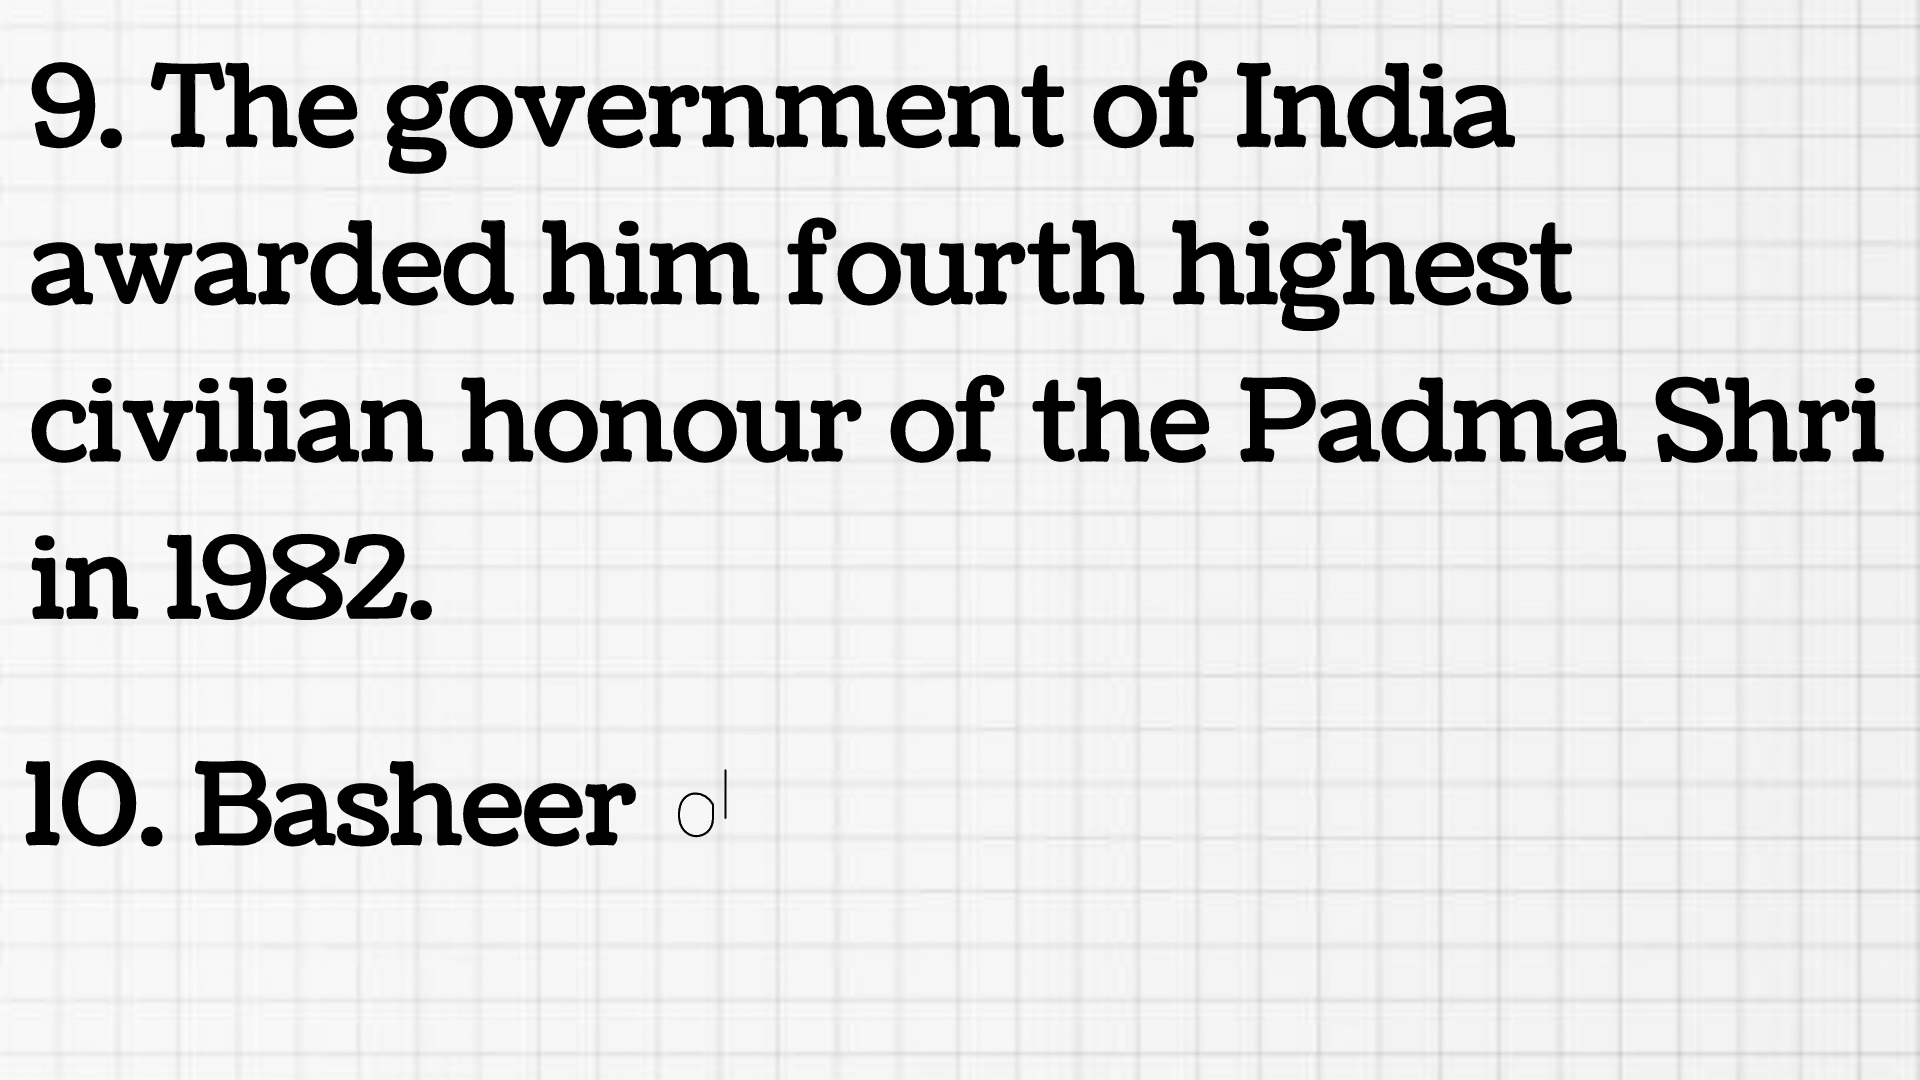 9. The government of India
awarded him fourth highest
civilian honour of the Padma Shri
in 1982.
10. Basheer